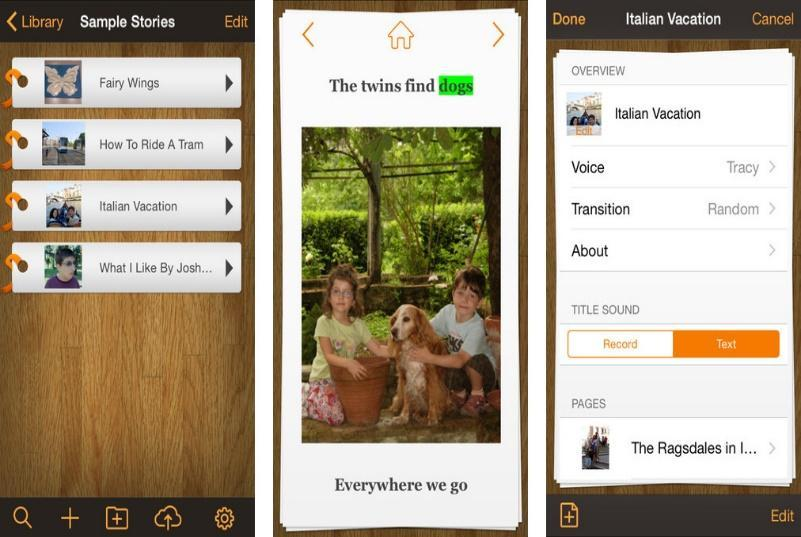 Library Sample Stories Edit
Fairy Wings
How To Ride A Tram
Italian Vacation
What I Like By Josh...
The twins find dogs
Everywhere we go
Done Italian Vacation Cancel
OVERVIEW
Italian Vacation
Edit
Voice Tracy
Transition Random
About
TITLE SOUND
Record Text
PAGES
The Ragsdales in I...
Edit